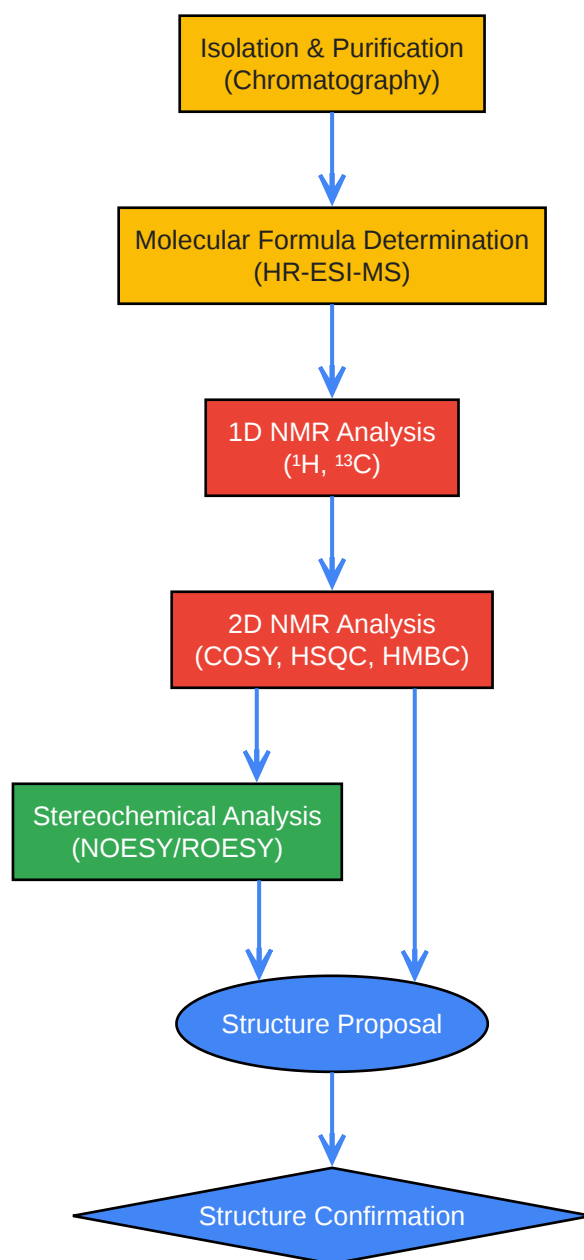 Isolation & Purification
(Chromatography)
Molecular Formula Determination
(HR-ESI-MS)
1D NMR Analysis
(¹H, ¹³C)
2D NMR Analysis
(COSY, HSQC, HMBC)
Stereochemical Analysis
(NOESY/ROESY)
Structure Proposal
Structure Confirmation